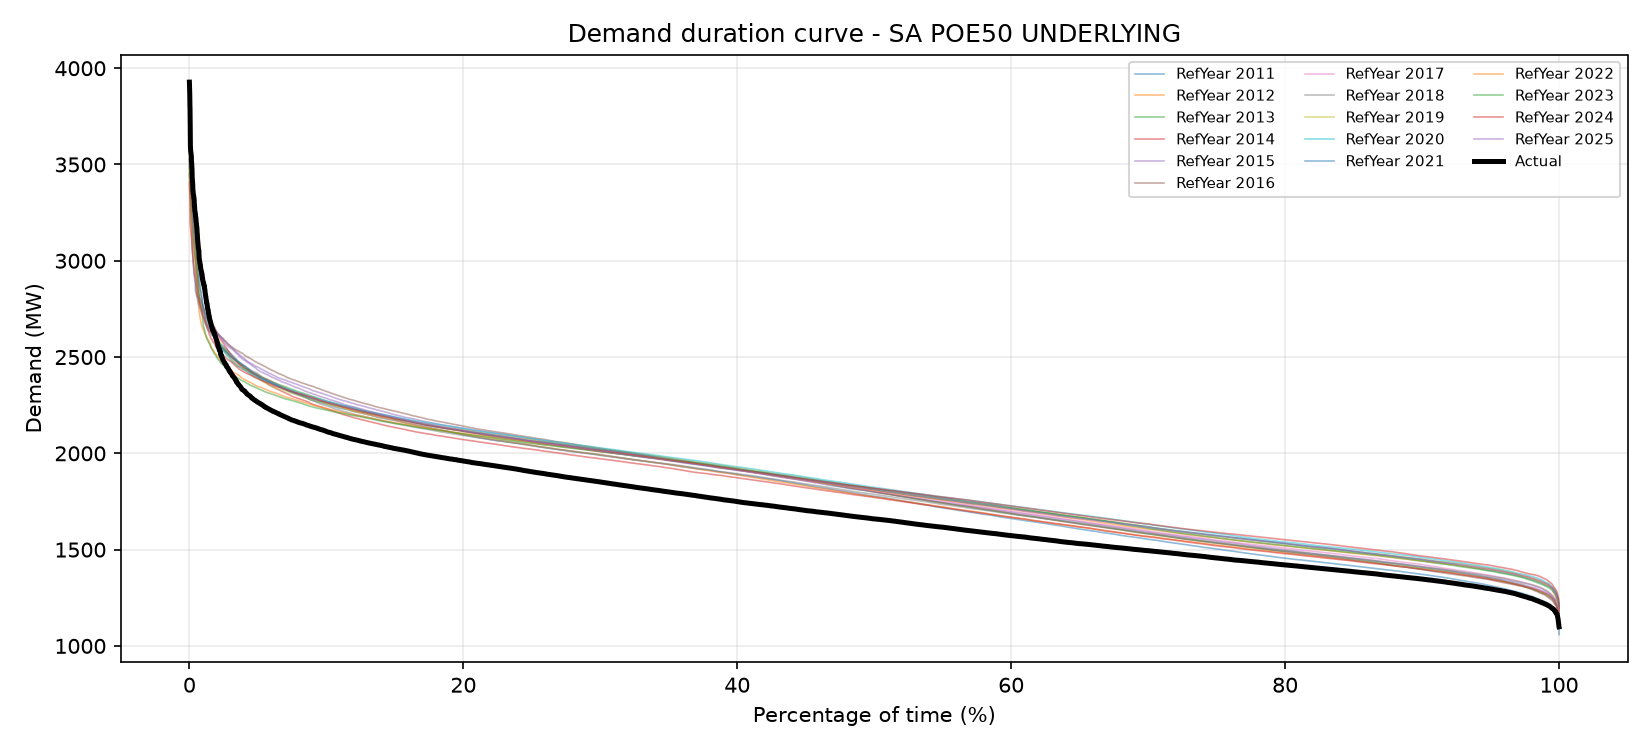 Demand duration curve - SA POE50 UNDERLYING
4000
3500
3000
2500
2000
1500
1000
Demand (MW)
RefYear 2011
RefYear 2012
RefYear 2013
RefYear 2014
RefYear 2015
RefYear 2016
RefYear 2017
RefYear 2018
RefYear 2019
RefYear 2020
RefYear 2021
RefYear 2022
RefYear 2023
RefYear 2024
RefYear 2025
Actual
0
20
40
60
80
100
Percentage of time (%)